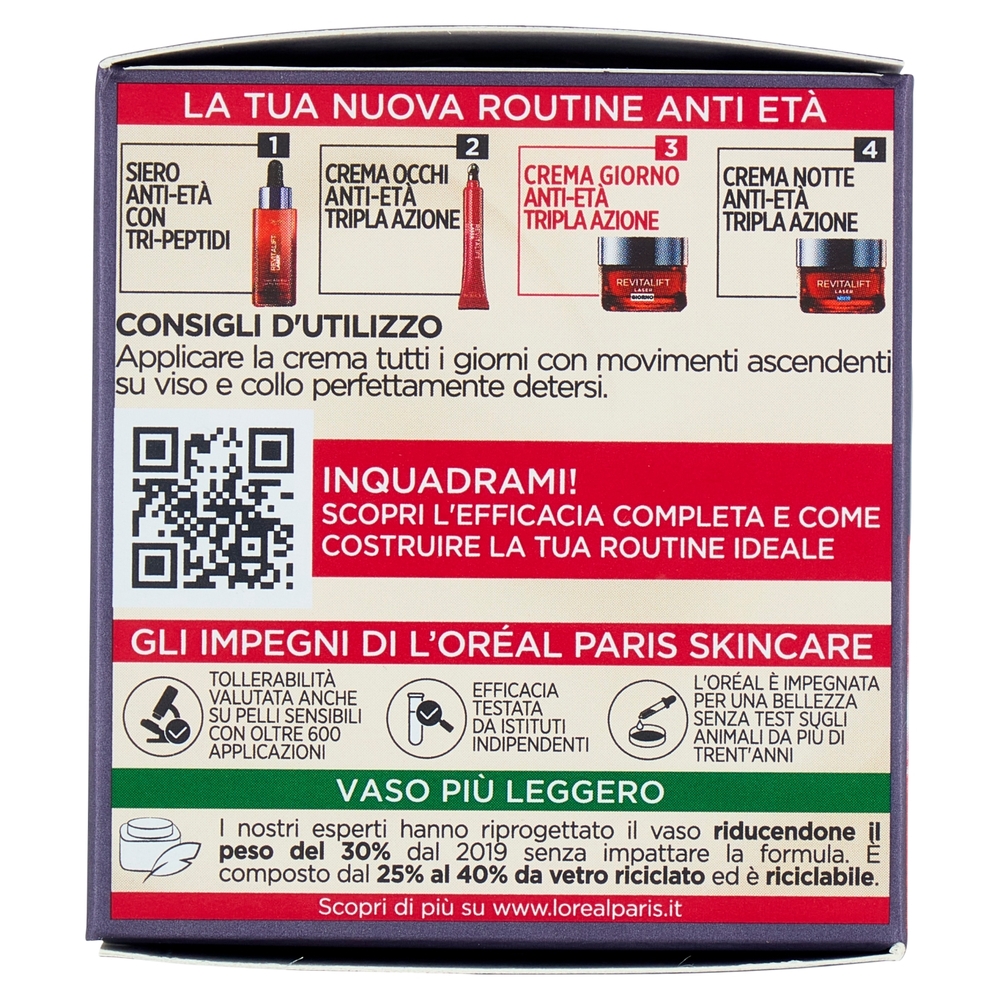 LA TUA NUOVA ROUTINE ANTI ETÀ
1
SIERO
ANTI-ETÀ
CON
TRI-PEPTIDI
REVITALIFT
2
CREMA OCCHI
ANTI-ETÀ
TRIPLA AZIONE
REVITALIFT
3
CREMA GIORNO
ANTI-ETÀ
TRIPLA AZIONE
REVITALIFT
LASER
GIORNO
4
CREMA NOTTE
ANTI-ETÀ
TRIPLA AZIONE
REVITALIFT
LASER
CONSIGLI D'UTILIZZO
Applicare la crema tutti i giorni con movimenti ascendenti
su viso e collo perfettamente detersi.
INQUADRAMI!
SCOPRI L'EFFICACIA COMPLETA E COME
COSTRUIRE LA TUA ROUTINE IDEALE
GLI IMPEGNI DI L'ORÉAL PARIS SKINCARE
TOLLERABILITÀ
VALUTATA ANCHE
SU PELLI SENSIBILI
CON OLTRE 600
APPLICAZIONI
EFFICACIA
TESTATA
DA ISTITUTI
INDIPENDENTI
L'ORÉAL È IMPEGNATA
PER UNA BELLEZZA
SENZA TEST SUGLI
ANIMALI DA PIÙ DI
TRENT'ANNI
VASO PIÙ LEGGERO
I nostri esperti hanno riprogettato il vaso riducendone il
peso del 30% dal 2019 senza impattare la formula. È
composto dal 25% al 40% da vetro riciclato ed è riciclabile.
Scopri di più su www.lorealparis.it